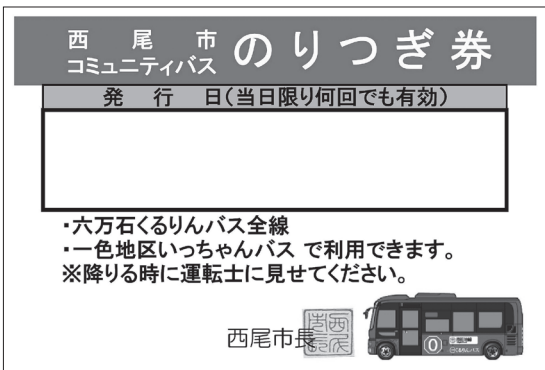 西尾市
コミュニティバス
のりつぎ券
発行日(当日限り何回でも有効)
・六万石くるりんバス全線
・一色地区いっちゃんバス で利用できます。
※降りる時に運転士に見せてください。
西尾市長
0